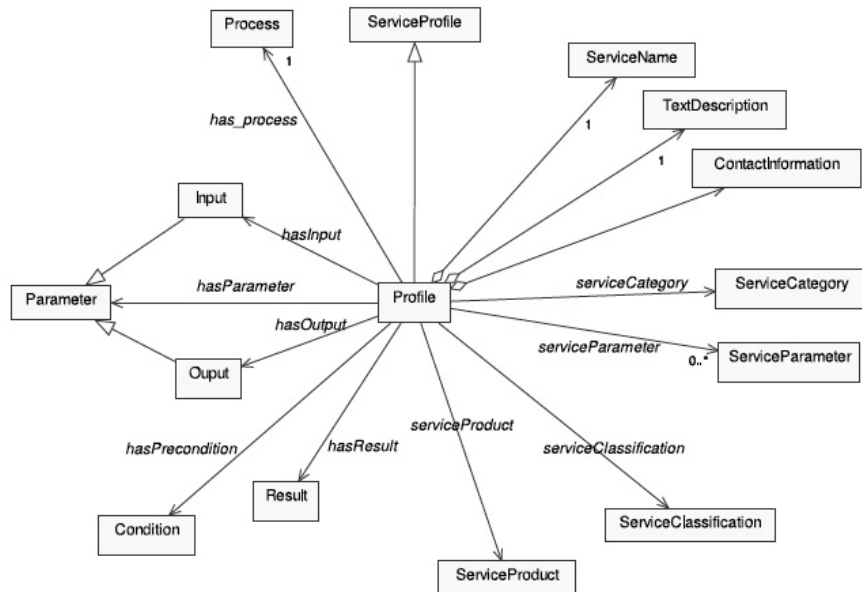 Process
ServiceProfile
1
ServiceName
1
TextDescription
1
ContactInformation
has_process
Input
hasInput
Parameter
hasParameter
Profile
serviceCategory
ServiceCategory
hasOutput
serviceParameter
0..*
ServiceParameter
Ouput
hasPrecondition
hasResult
serviceProduct
serviceClassification
Result
Condition
ServiceClassification
ServiceProduct